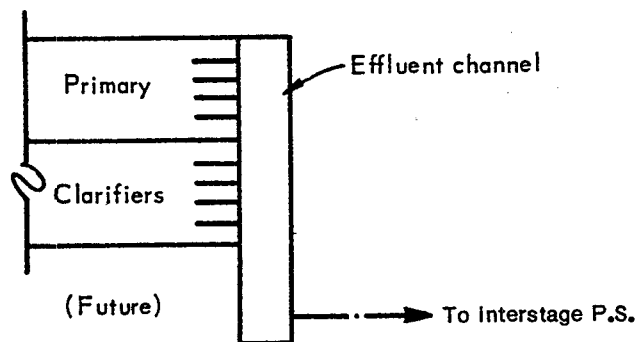 Primary
Effluent channel
Clarifiers
(Future)
To interstage P.S.